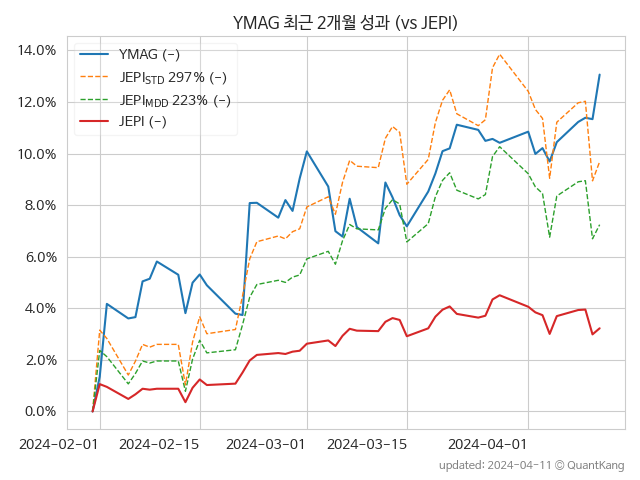 YMAG 최근 2개월 성과 (vs JEPI)
14.0%
12.0%
10.0%
8.0%
6.0%
4.0%
2.0%
0.0%
YMAG (-)
JEPI_STD 297% (-)
JEPI_MDD 223% (-)
JEPI (-)
2024-02-01 2024-02-15 2024-03-01 2024-03-15 2024-04-01
updated: 2024-04-11 © QuantKang